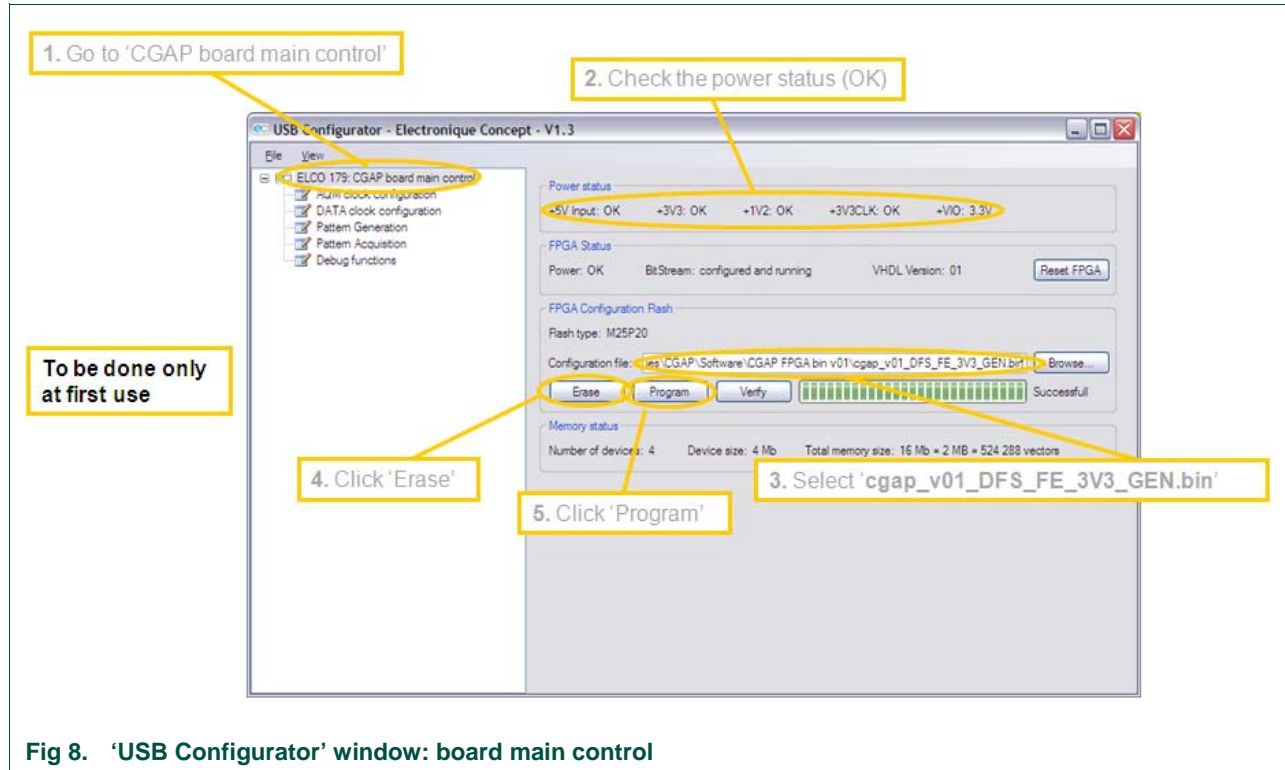 1. Go to ‘CGAP board main control’
2. Check the power status (OK)
USB Configurator - Electronique Concept - V1.3
File View
ELCO 179: CGAP board main control
AQM clock configuration
DATA clock configuration
Pattern Generation
Pattern Acquisition
Debug functions
Power status
+5V Input: OK +3V3: OK +1V2: OK +3V3CLK: OK +VIO: 3.3V
FPGA Status
Power: OK BitStream: configured and running VHDL Version: 01 Reset FPGA
FPGA Configuration Flash
Flash type: M25P20
Configuration file: ies\CGAP\Software\CGAP FPGA bin v01\cgap_v01_DFS_FE_3V3_GEN.bin Browse...
Erase Program Verify Successfull
To be done only
at first use
Memory status
Number of devices: 4 Device size: 4 Mb Total memory size: 16 Mb = 2 MB = 524 288 vectors
4. Click ‘Erase’
3. Select ‘cgap_v01_DFS_FE_3V3_GEN.bin’
5. Click ‘Program’
Fig 8. ‘USB Configurator’ window: board main control